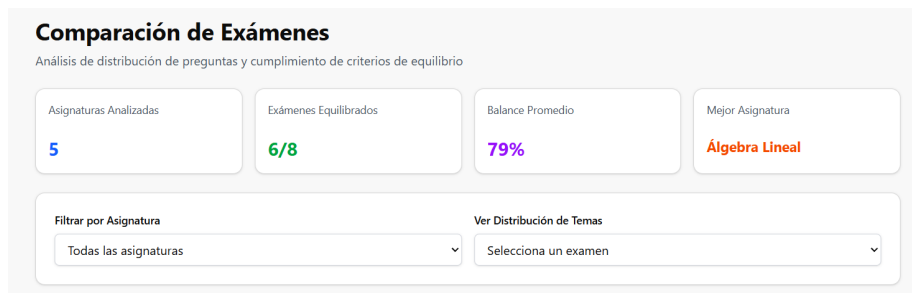 Comparación de Exámenes
Análisis de distribución de preguntas y cumplimiento de criterios de equilibrio
Asignaturas Analizadas
5
Exámenes Equilibrados
6/8
Balance Promedio
79%
Mejor Asignatura
Álgebra Lineal
Filtrar por Asignatura
Todas las asignaturas
Ver Distribución de Temas
Selecciona un examen